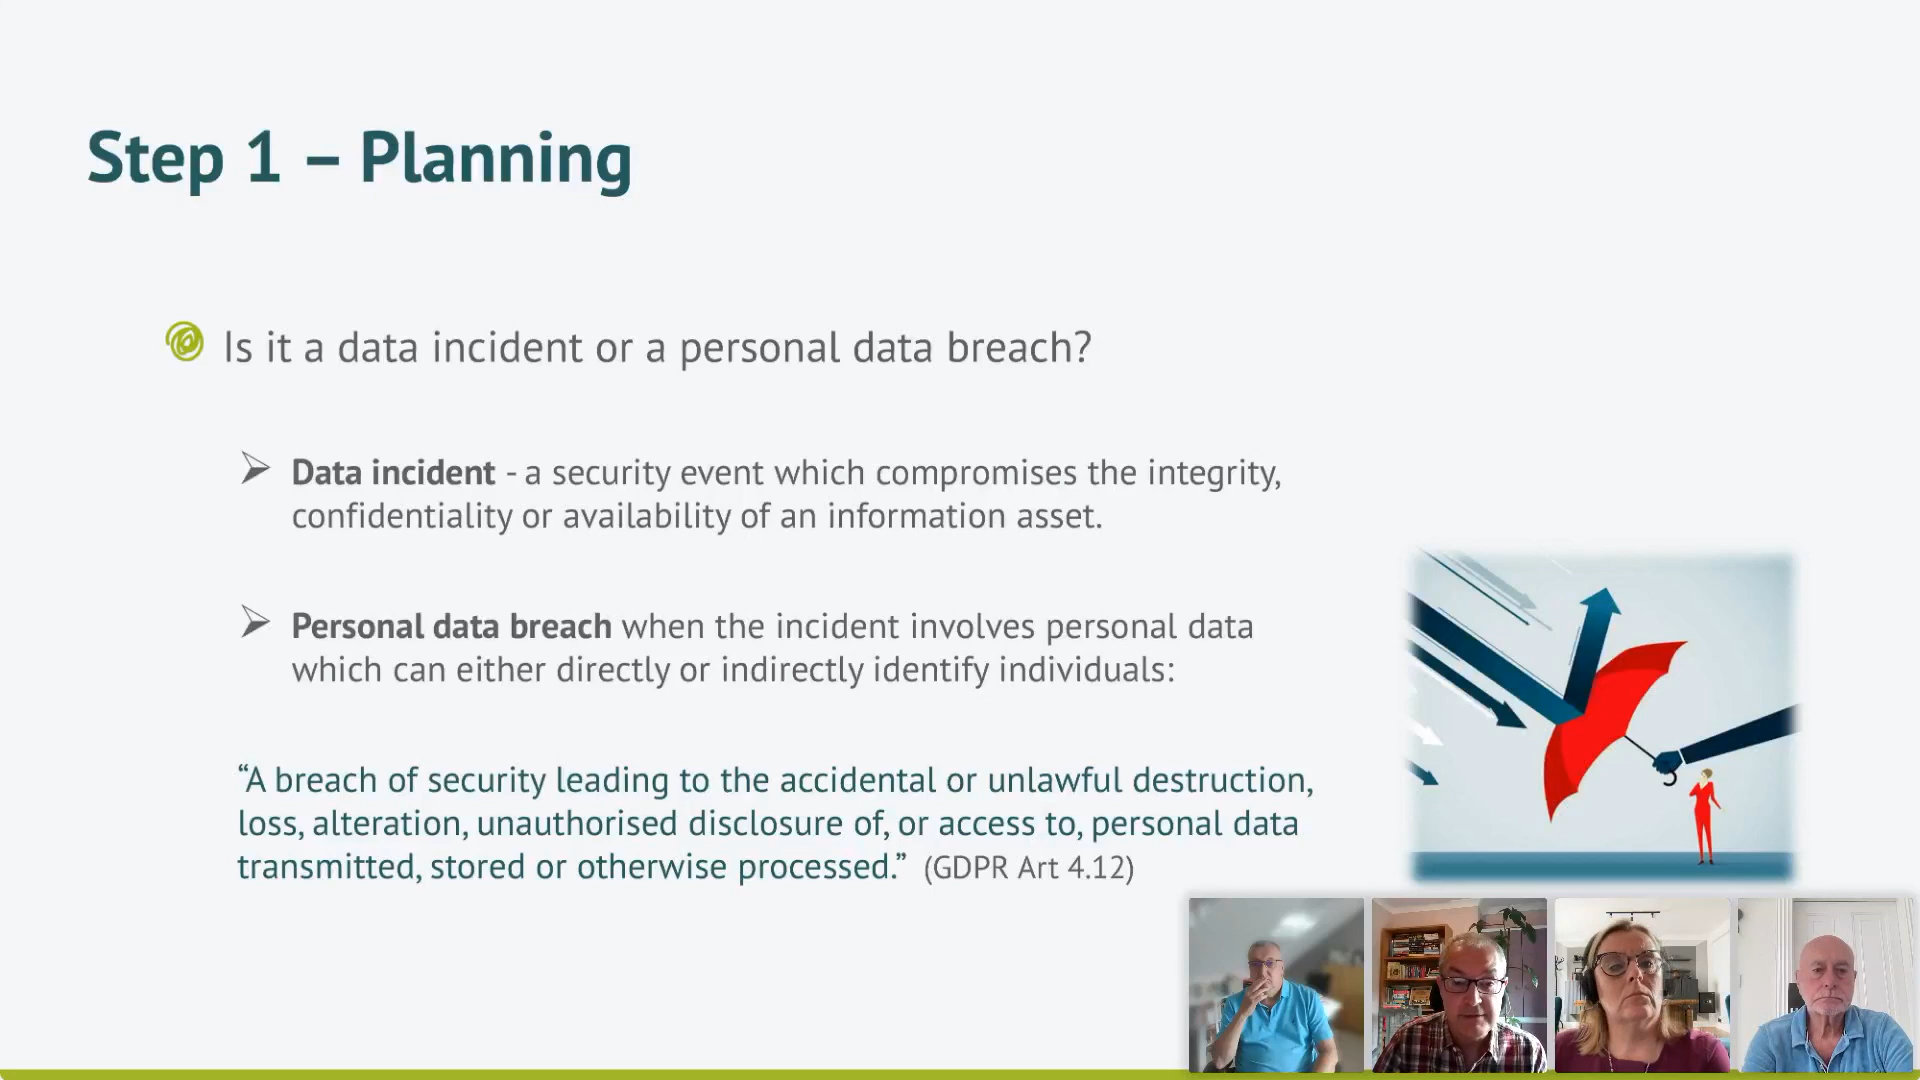 Step 1 – Planning
Is it a data incident or a personal data breach?
Data incident - a security event which compromises the integrity,
confidentiality or availability of an information asset.
Personal data breach when the incident involves personal data
which can either directly or indirectly identify individuals:
“A breach of security leading to the accidental or unlawful destruction,
loss, alteration, unauthorised disclosure of, or access to, personal data
transmitted, stored or otherwise processed.” (GDPR Art 4.12)